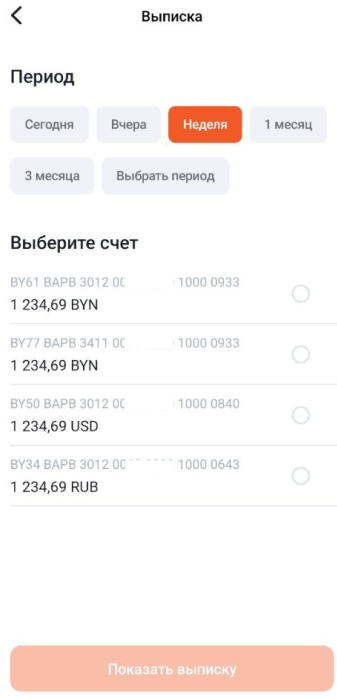 Выписка
Период
Сегодня Вчера Неделя 1 месяц
3 месяца Выбрать период
Выберите счет
BY61 BAPB 3012 00 1000 0933
1 234,69 BYN
BY77 BAPB 3411 00 1000 0933
1 234,69 BYN
BY50 BAPB 3012 00 1000 0840
1 234,69 USD
BY34 BAPB 3012 00 1000 0643
1 234,69 RUB
Показать выписку